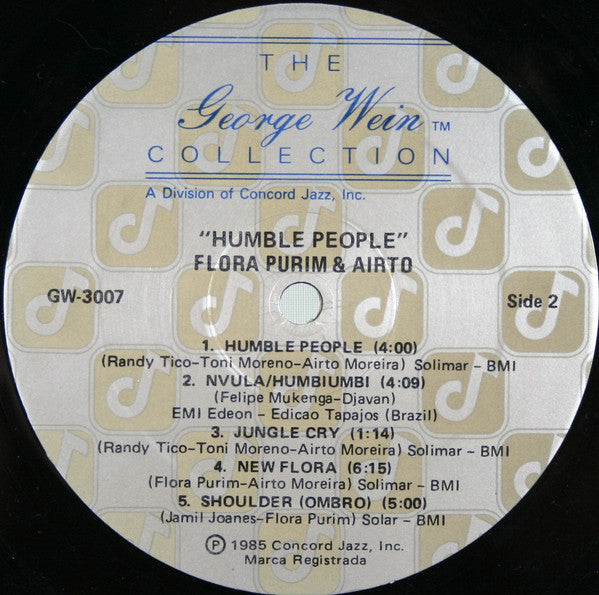 THE
George Wein TM
COLLECTION
A Division of Concord Jazz, Inc.
"HUMBLE PEOPLE"
FLORA PURIM & AIRTO
GW-3007
Side 2
1. HUMBLE PEOPLE (4:00)
(Randy Tico-Toni Moreno-Airto Moreira) Solimar - BMI
2. NVULA/HUMBIUMBI (4:09)
(Felipe Mukenga-Djavan)
EMI Edeon - Edicao Tapajos (Brazil)
3. JUNGLE CRY (1:14)
(Randy Tico-Toni Moreno-Airto Moreira) Solimar - BMI
4. NEW FLORA (6:15)
(Flora Purim-Airto Moreira) Solimar - BMI
5. SHOULDER (OMBRO) (5:00)
(Jamil Joanes-Flora Purim) Solar - BMI
℗ 1985 Concord Jazz, Inc.
Marca Registrada